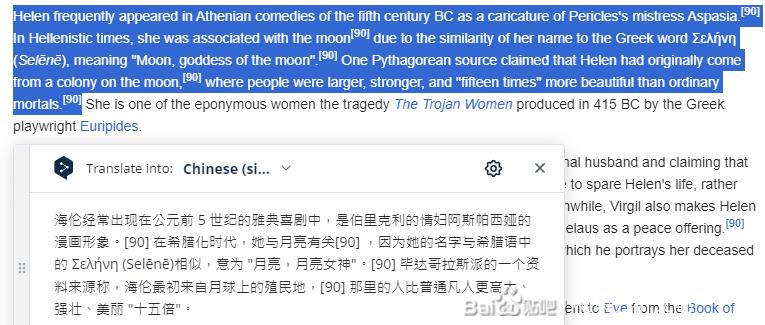 Helen frequently appeared in Athenian comedies of the fifth century BC as a caricature of Pericles's mistress Aspasia.[90]
In Hellenistic times, she was associated with the moon[90] due to the similarity of her name to the Greek word Σελήνη
(Selēnē), meaning "Moon, goddess of the moon".[90] One Pythagorean source claimed that Helen had originally come
from a colony on the moon,[90] where people were larger, stronger, and "fifteen times" more beautiful than ordinary
mortals.[90] She is one of the eponymous women the tragedy The Trojan Women produced in 415 BC by the Greek
playwright Euripides.
nal husband and claiming that
Translate into: Chinese (si...
to spare Helen's life, rather
nwhile, Virgil also makes Helen
海伦经常出现在公元前 5 世纪的雅典喜剧中，是伯里克利的情妇阿斯帕西娅的
elaus as a peace offering.[90]
漫画形象。[90] 在希腊化时代，她与月亮有关[90] ，因为她的名字与希腊语中
which he portrays her deceased
的 Σελήνη (Selēnē)相似，意为 "月亮，月亮女神"。[90] 毕达哥拉斯派的一个资
料来源称，海伦最初来自月球上的殖民地，[90] 那里的人比普通凡人更高大、
强壮、美丽 "十五倍"。
Bai 贴吧
ent to Eve from the Book of